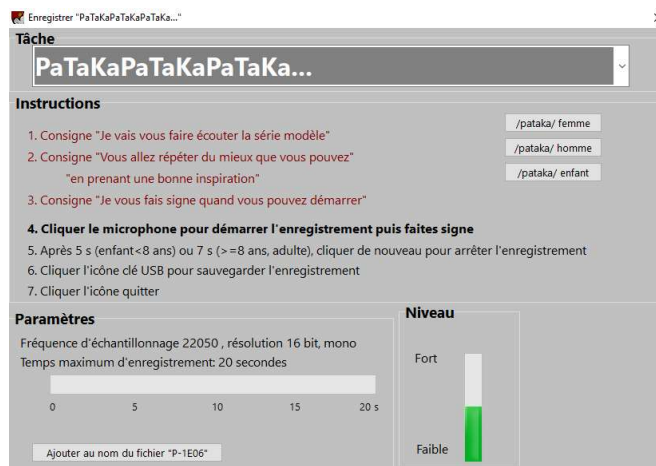 Enregistrer "PaTaKaPaTaKaPaTaKa..."
Tâche
PaTaKaPaTaKaPaTaKa...
Instructions
1. Consigne "Je vais vous faire écouter la série modèle"
2. Consigne "Vous allez répéter du mieux que vous pouvez"
"en prenant une bonne inspiration"
3. Consigne "Je vous fais signe quand vous pouvez démarrer"
/pataka/ femme
/pataka/ homme
/pataka/ enfant
4. Cliquer le microphone pour démarrer l'enregistrement puis faites signe
5. Après 5 s (enfant<8 ans) ou 7 s (>=8 ans, adulte), cliquer de nouveau pour arrêter l'enregistrement
6. Cliquer l'icône clé USB pour sauvegarder l'enregistrement
7. Cliquer l'icône quitter
Paramètres
Fréquence d'échantillonnage 22050 , résolution 16 bit, mono
Temps maximum d'enregistrement: 20 secondes
0 5 10 15 20 s
Ajouter au nom du fichier "P-1E06"
Niveau
Fort
Faible